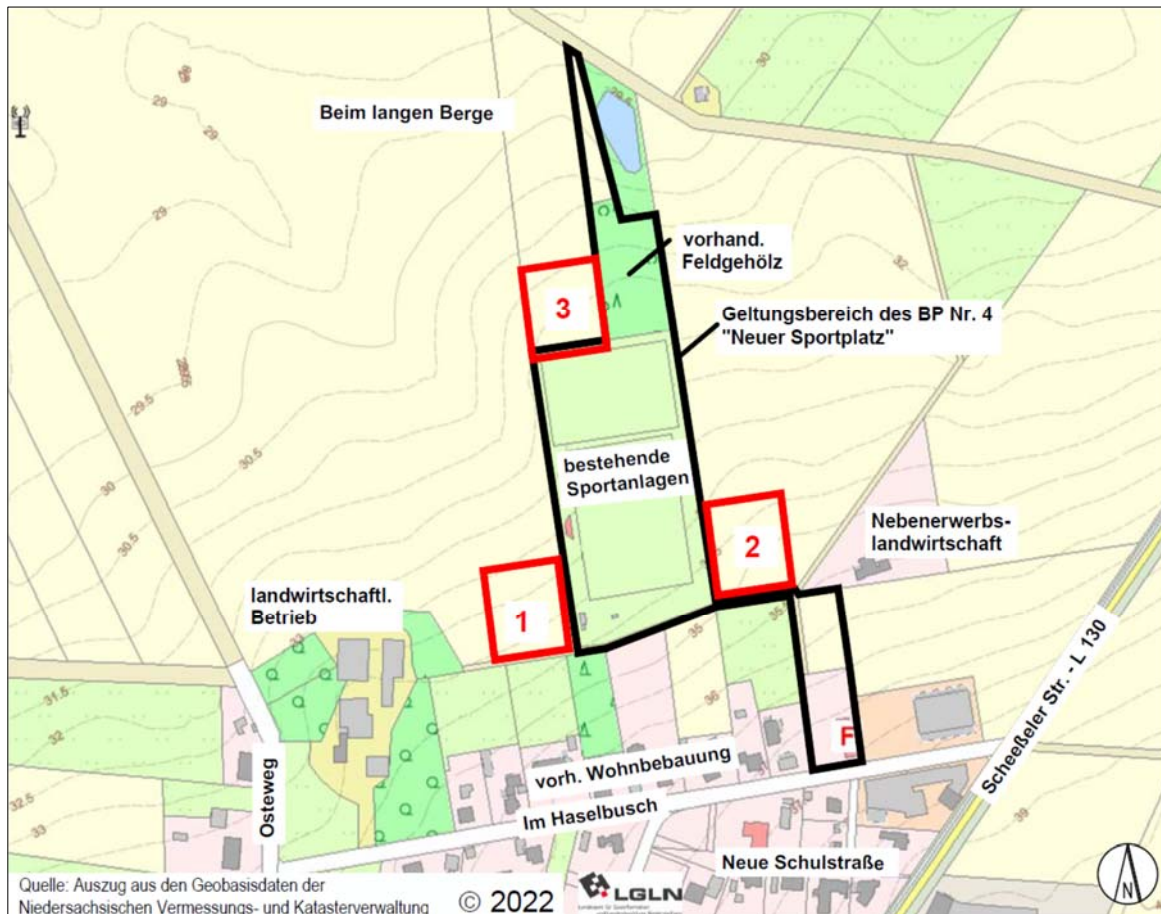 Beim langen Berge
vorhand.
Feldgehölz
3
Geltungsbereich des BP Nr. 4
"Neuer Sportplatz"
bestehende
Sportanlagen
2
Nebenerwerbs-
landwirtschaft
landwirtschaftl.
Betrieb
1
Scheeßeler Str. - L 130
F
vorh. Wohnbebauung
Im Haselbusch
Osteweg
Neue Schulstraße
29
29
29
30
32
29.5
30.5
30
30.5
31.5
32
32.5
33
35
36
39
N
Quelle: Auszug aus den Geobasisdaten der
Niedersächsischen Vermessungs- und Katasterverwaltung
© 2022
LGLN